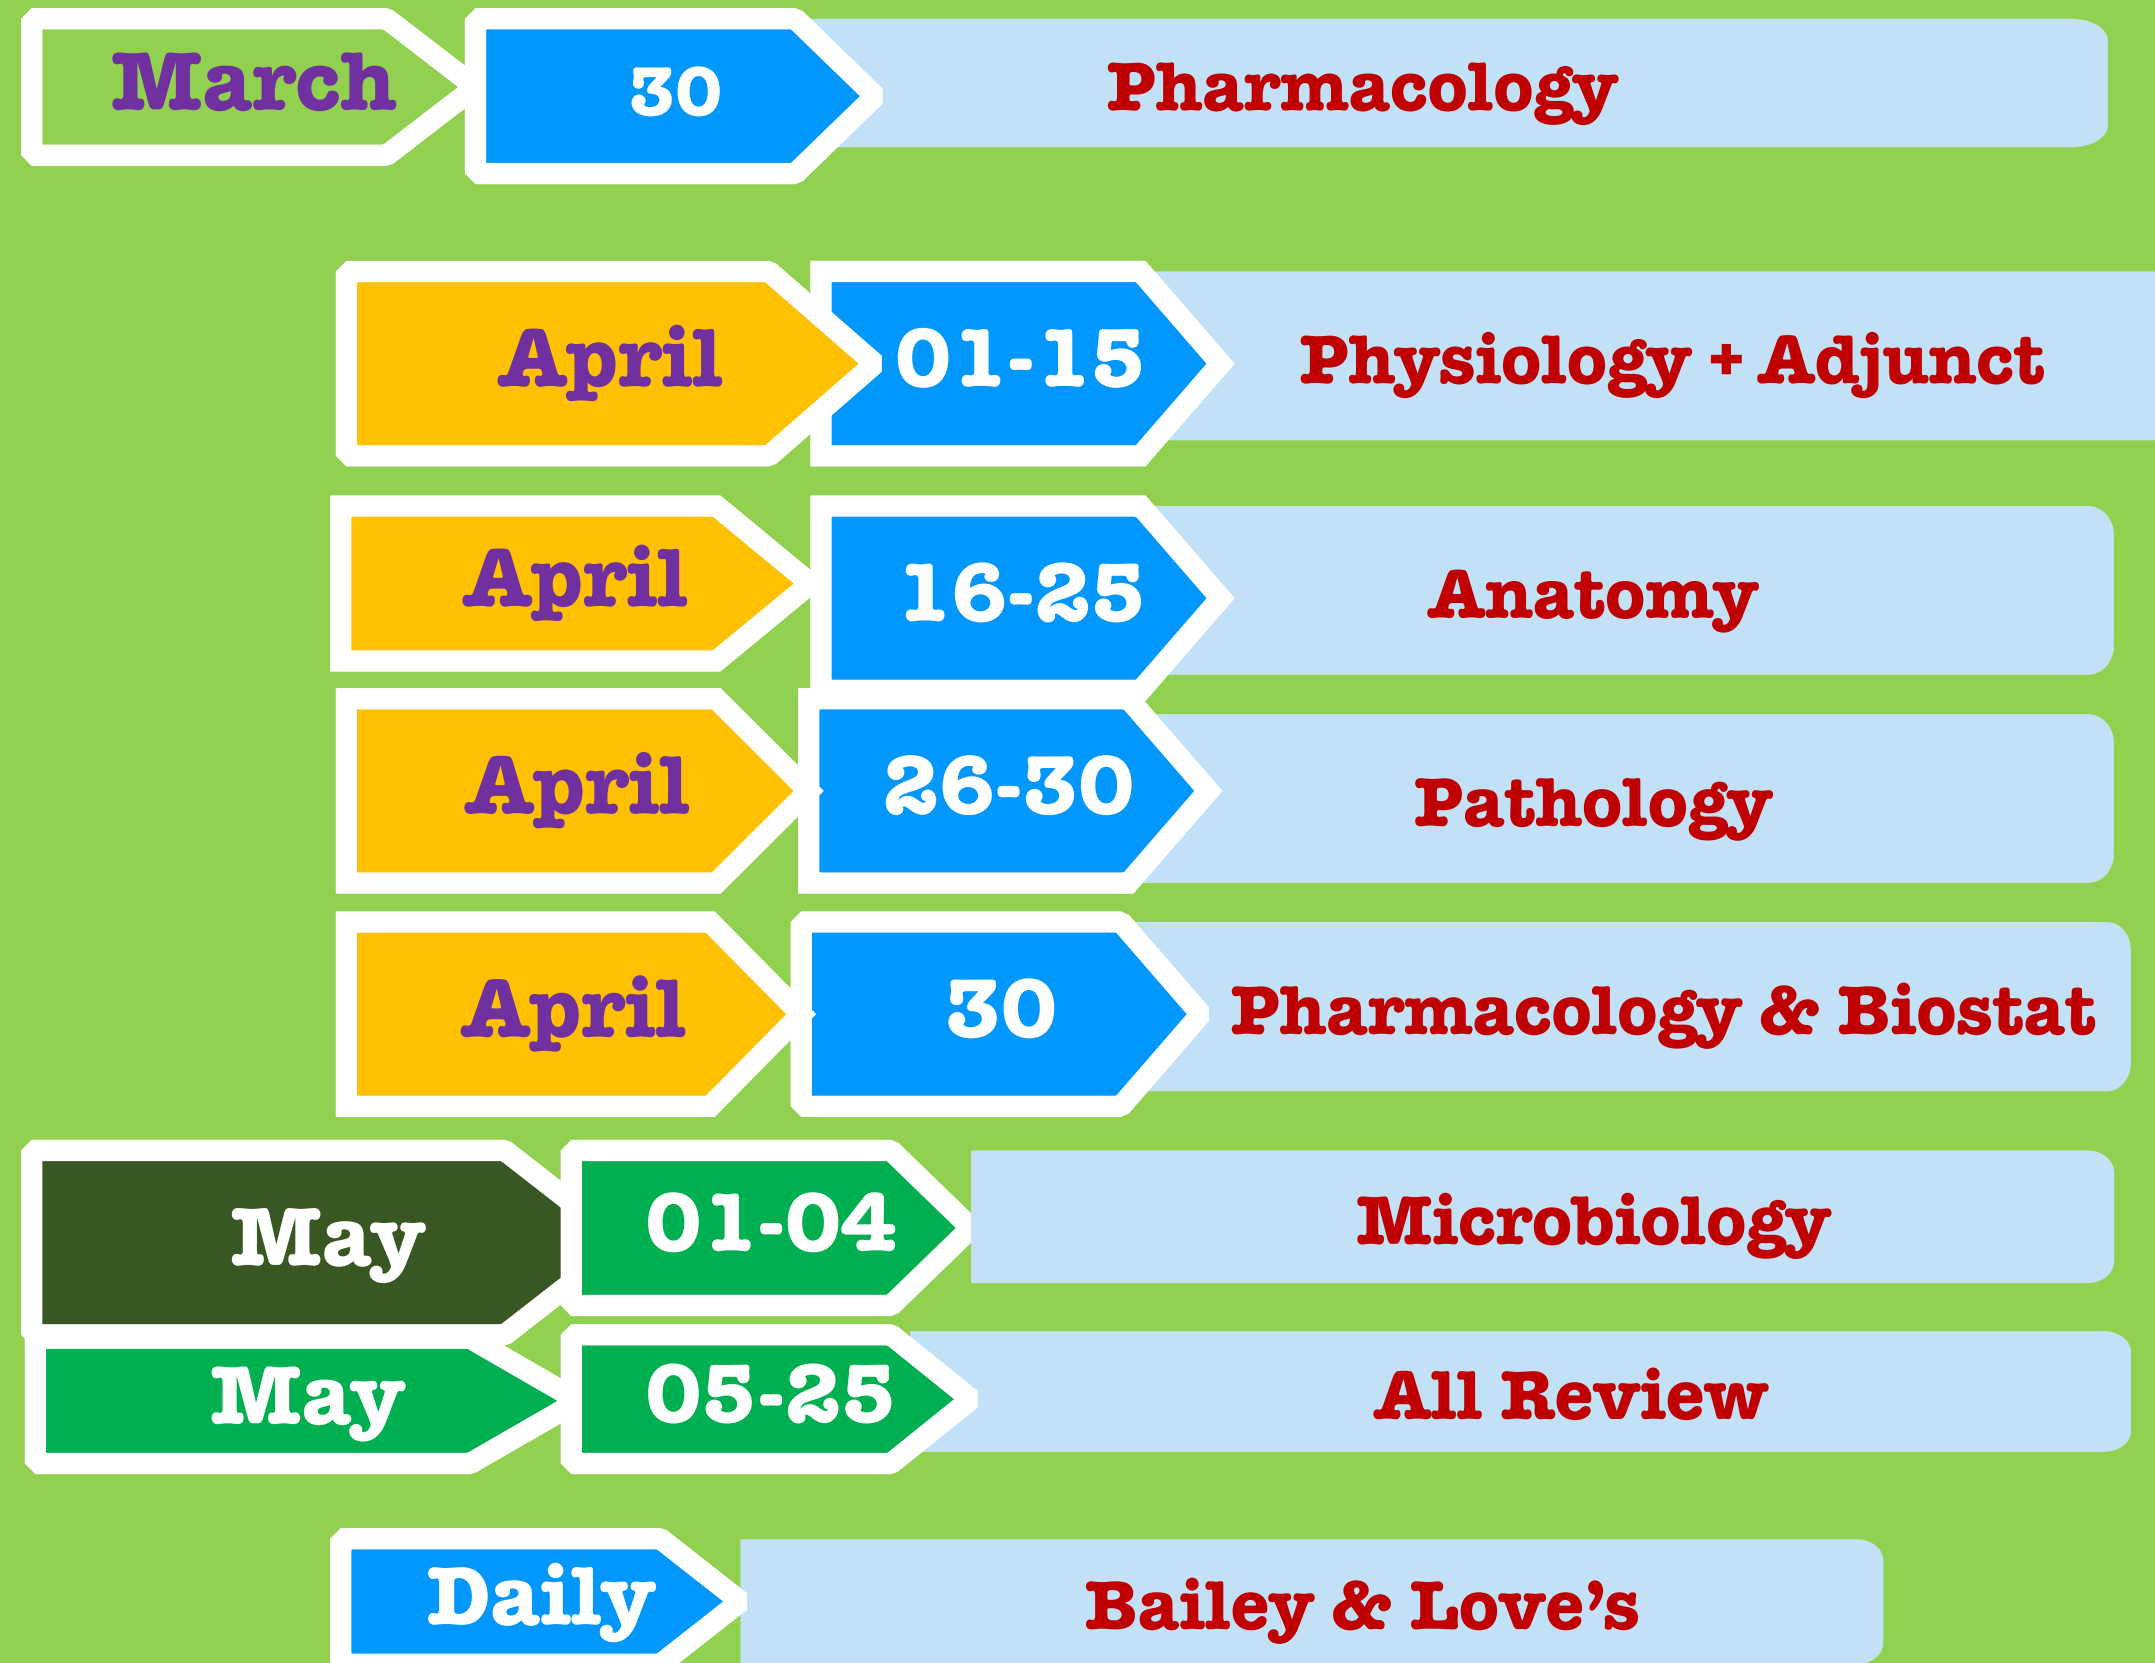 March 30 Pharmacology
April 01-15 Physiology + Adjunct
April 16-25 Anatomy
April 26-30 Pathology
April 30 Pharmacology & Biostat
May 01-04 Microbiology
May 05-25 All Review
Daily Bailey & Love’s